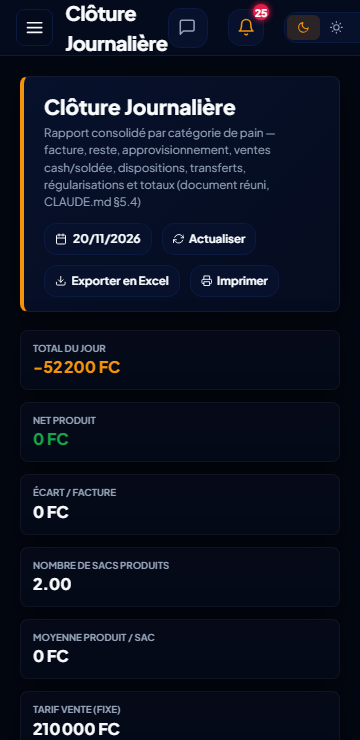 Clôture
Journalière
25
Clôture Journalière
Rapport consolidé par catégorie de pain —
facture, reste, approvisionnement, ventes
cash/soldée, dispositions, transferts,
régularisations et totaux (document réuni,
CLAUDE.md §5.4)
20/11/2026 Actualiser
Exporter en Excel Imprimer
TOTAL DU JOUR
-52 200 FC
NET PRODUIT
0 FC
ÉCART / FACTURE
0 FC
NOMBRE DE SACS PRODUITS
2.00
MOYENNE PRODUIT / SAC
0 FC
TARIF VENTE (FIXE)
210 000 FC